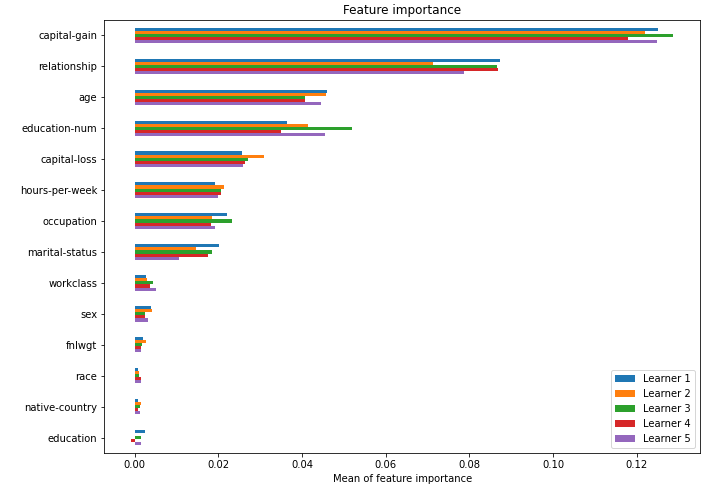 Feature importance
capital-gain
relationship
age
education-num
capital-loss
hours-per-week
occupation
marital-status
workclass
sex
fnlwgt
race
native-country
education
Learner 1
Learner 2
Learner 3
Learner 4
Learner 5
0.00 0.02 0.04 0.06 0.08 0.10 0.12
Mean of feature importance